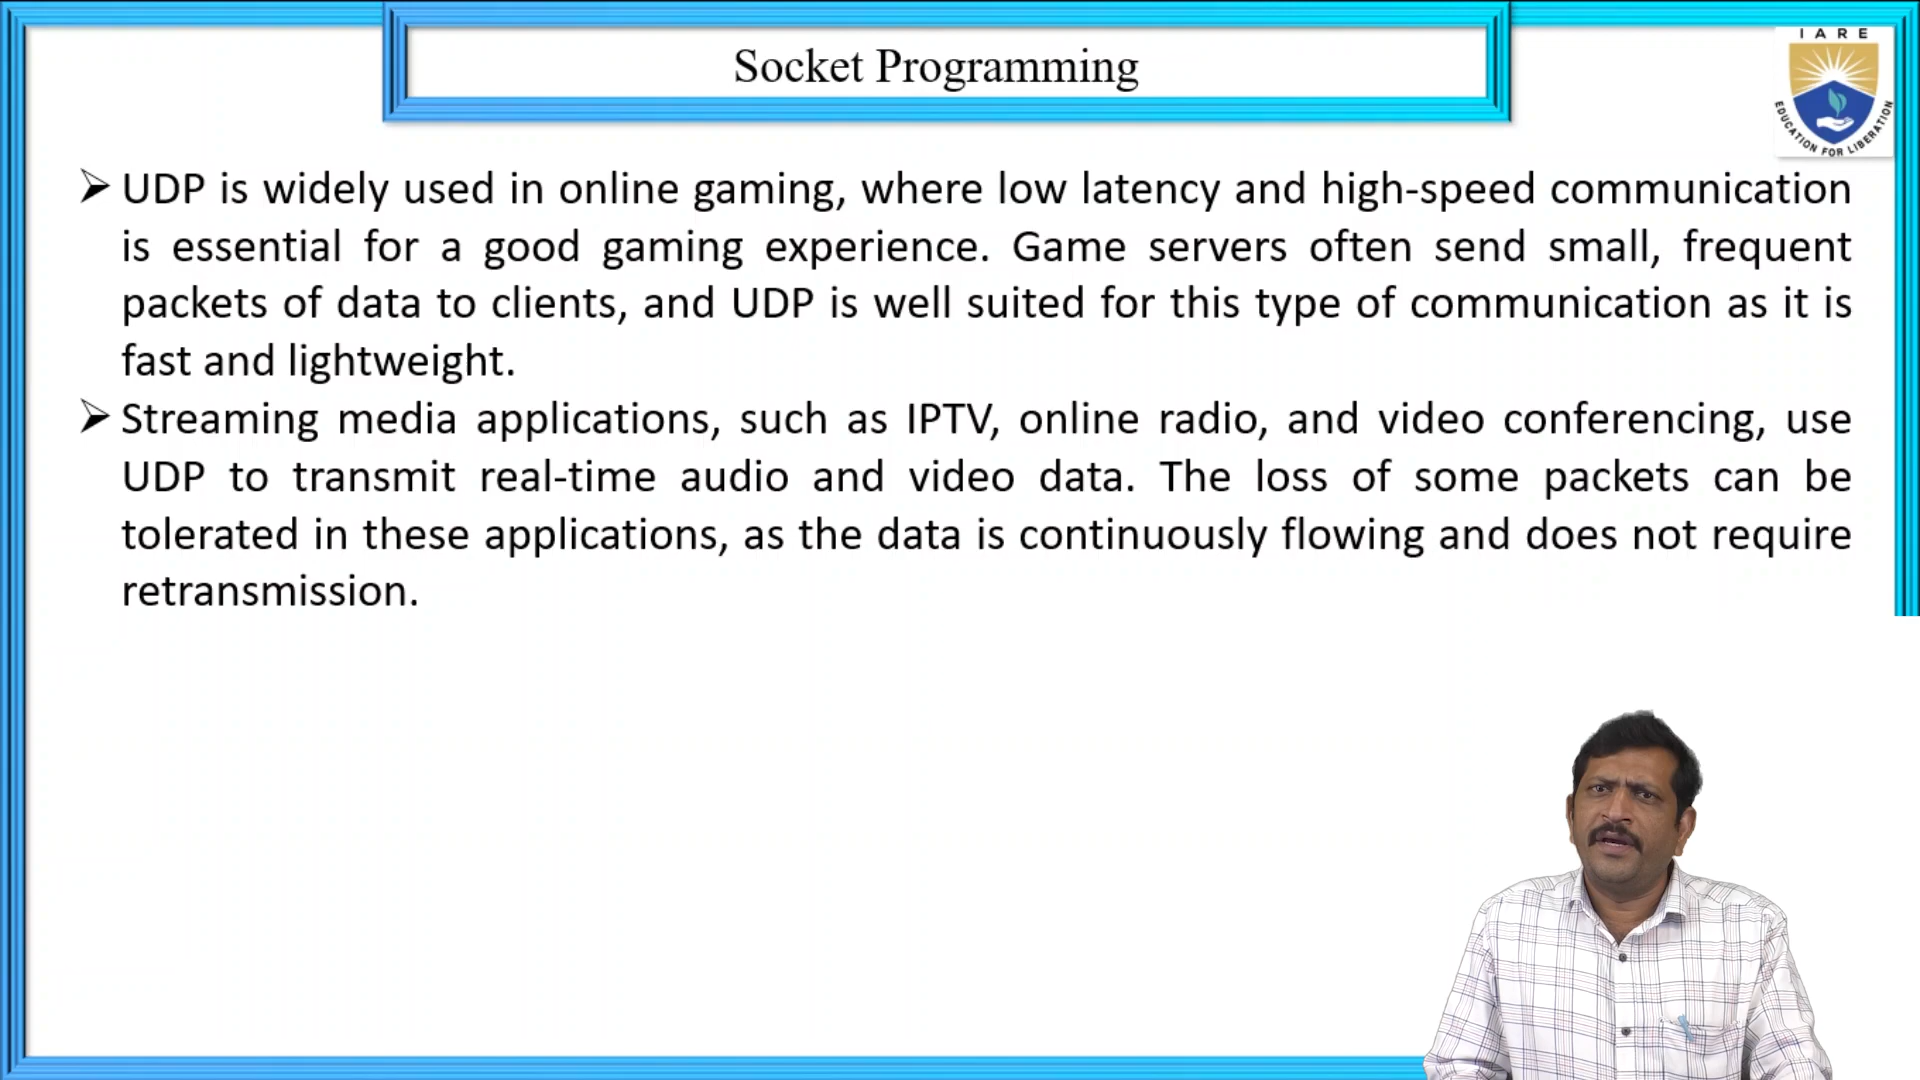 Socket Programming
IARE
EDUCATION FOR LIBERATION
➢ UDP is widely used in online gaming, where low latency and high-speed communication
is essential for a good gaming experience. Game servers often send small, frequent
packets of data to clients, and UDP is well suited for this type of communication as it is
fast and lightweight.
➢ Streaming media applications, such as IPTV, online radio, and video conferencing, use
UDP to transmit real-time audio and video data. The loss of some packets can be
tolerated in these applications, as the data is continuously flowing and does not require
retransmission.